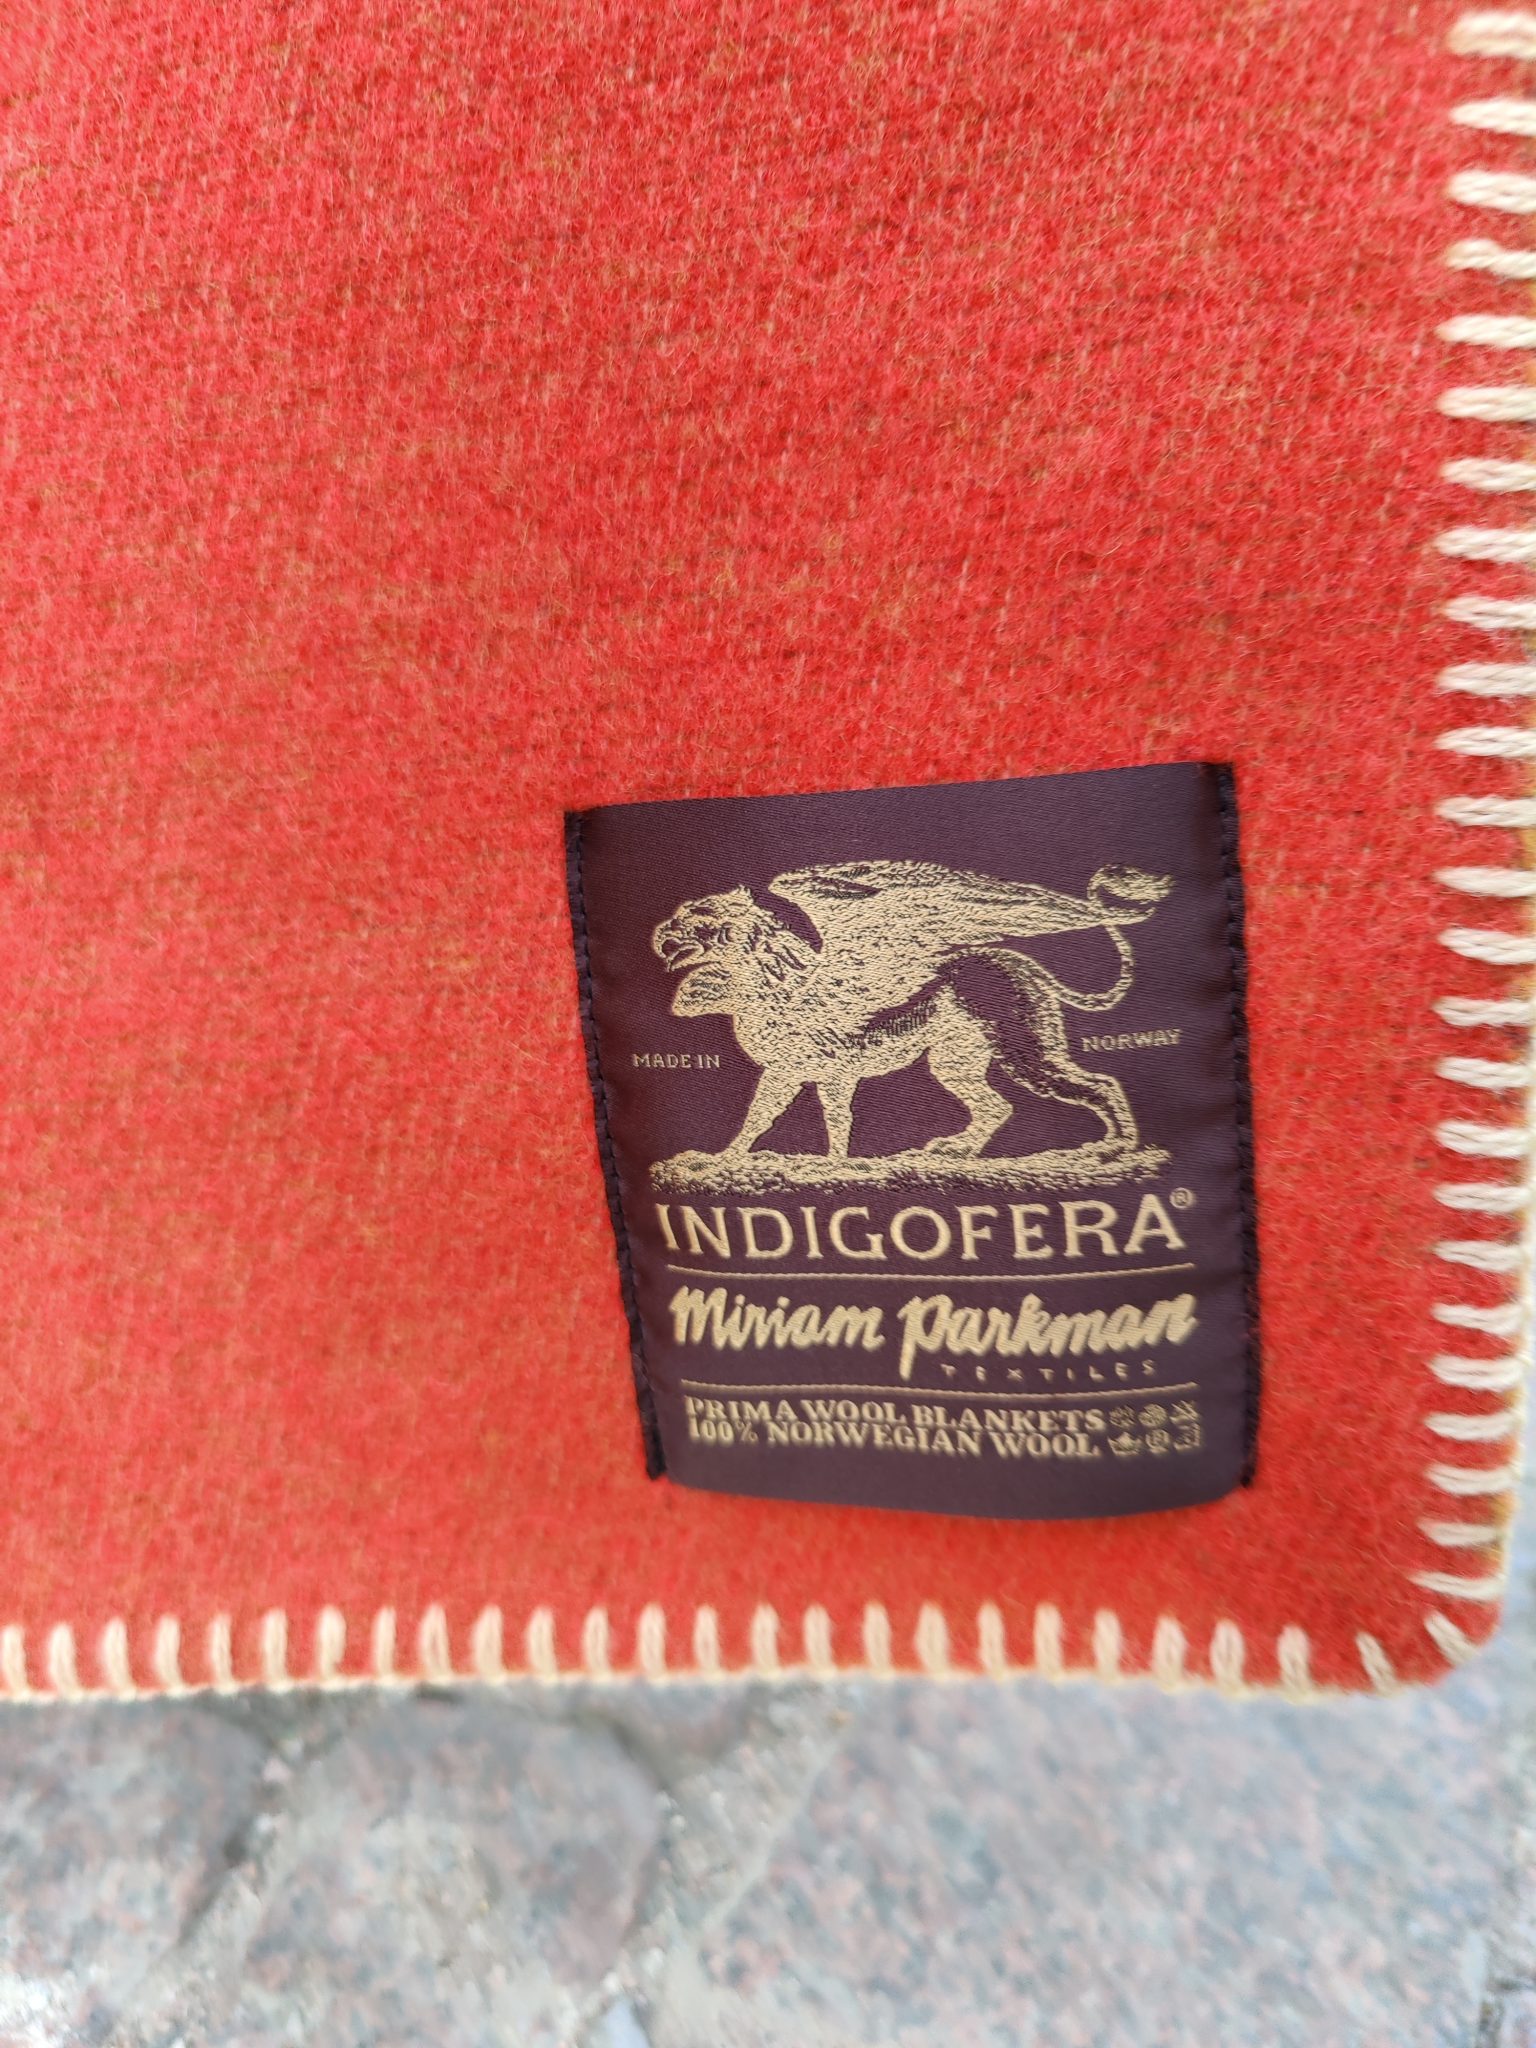 MADE IN NORWAY
INDIGOFERA®
Miriam Parkman
TEXTILES
PRIMA WOOL BLANKETS
100% NORWEGIAN WOOL